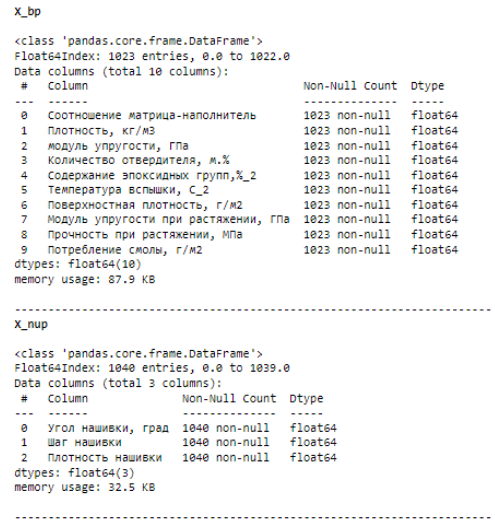 X_bp
<class 'pandas.core.frame.DataFrame'>
Float64Index: 1023 entries, 0.0 to 1022.0
Data columns (total 10 columns):
 #   Column                                Non-Null Count  Dtype
---  ------                                --------------  -----
 0   Соотношение матрица-наполнитель        1023 non-null   float64
 1   Плотность, кг/м3                       1023 non-null   float64
 2   модуль упругости, ГПа                  1023 non-null   float64
 3   Количество отвердителя, м.%            1023 non-null   float64
 4   Содержание эпоксидных групп,%_2        1023 non-null   float64
 5   Температура вспышки, С_2               1023 non-null   float64
 6   Поверхностная плотность, г/м2          1023 non-null   float64
 7   Модуль упругости при растяжении, ГПа   1023 non-null   float64
 8   Прочность при растяжении, МПа          1023 non-null   float64
 9   Потребление смолы, г/м2                1023 non-null   float64
dtypes: float64(10)
memory usage: 87.9 KB
--------------------------------------------------------------------
X_nup
<class 'pandas.core.frame.DataFrame'>
Float64Index: 1040 entries, 0.0 to 1039.0
Data columns (total 3 columns):
 #   Column              Non-Null Count  Dtype
---  ------              --------------  -----
 0   Угол нашивки, град  1040 non-null   float64
 1   Шаг нашивки         1040 non-null   float64
 2   Плотность нашивки   1040 non-null   float64
dtypes: float64(3)
memory usage: 32.5 KB
--------------------------------------------------------------------